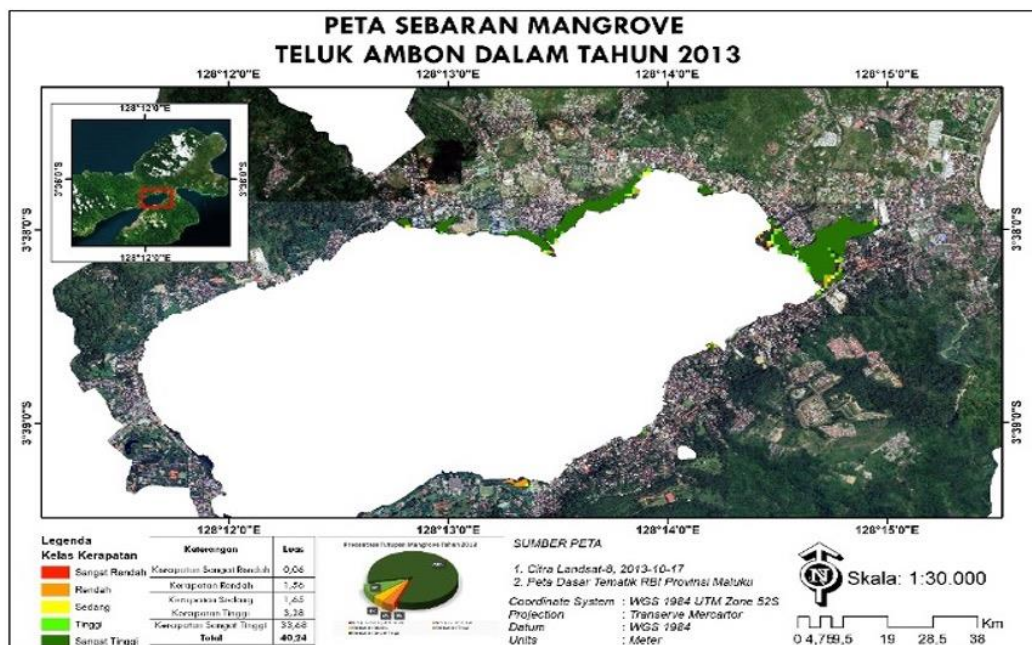 PETA SEBARAN MANGROVE
TELUK AMBON DALAM TAHUN 2013
128°12'0"E 128°13'0"E 128°14'0"E 128°15'0"E
128°12'0"E
3°36'0"S 3°36'0"S
128°12'0"E
3°38'0"S 3°38'0"S
3°39'0"S 3°39'0"S
128°12'0"E 128°13'0"E 128°14'0"E 128°15'0"E
Legenda
Kelas Kerapatan
Sangat Rendah
Rendah
Sedang
Tinggi
Sangat Tinggi
Keterangan Luas
Kerapatan Sangat Rendah 0,06
Kerapatan Rendah 1,56
Kerapatan Sedang 1,65
Kerapatan Tinggi 3,28
Kerapatan Sangat Tinggi 33,68
Total 40,24
Mangrove Tahun 2013
SUMBER PETA
1. Citra Landsat-8, 2013-10-17
2. Peta Dasar Tematik RBI Provinsi Maluku
Coordinate System : WGS 1984 UTM Zone 52S
Projection : Transerve Mercartor
Datum : WGS 1984
Units : Meter
N
Skala: 1:30.000
Km
0 4,75 9,5 19 28,5 38